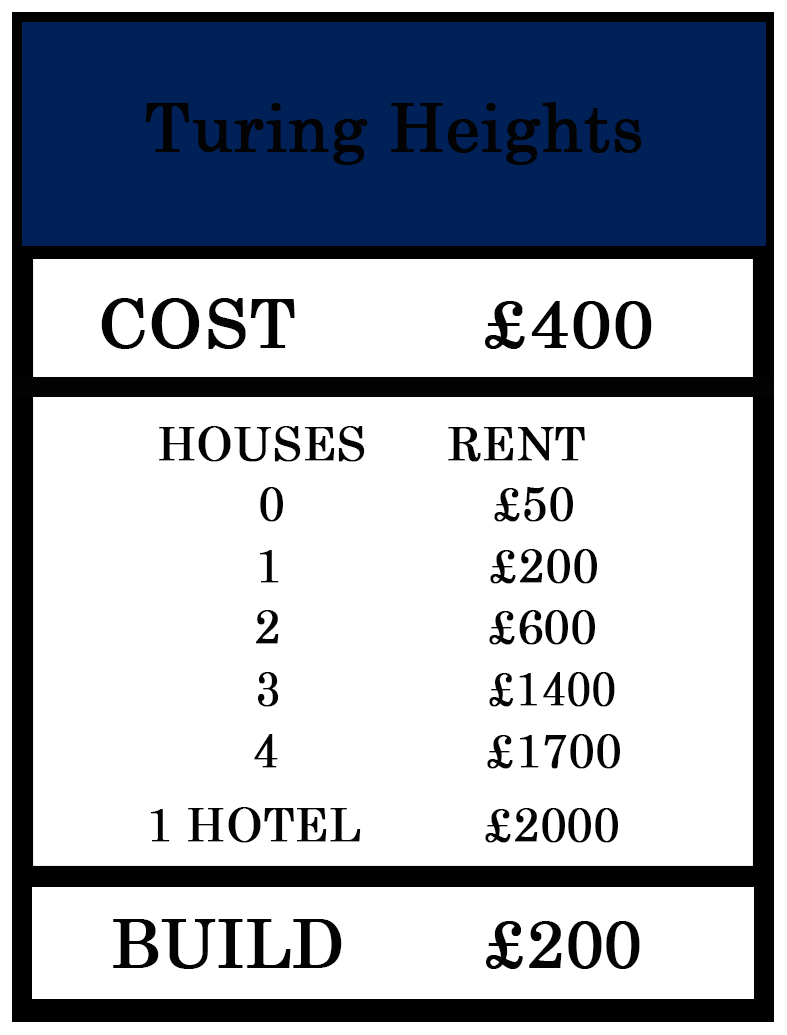 Turing Heights
COST £400
HOUSES RENT
0 £50
1 £200
2 £600
3 £1400
4 £1700
1 HOTEL £2000
BUILD £200